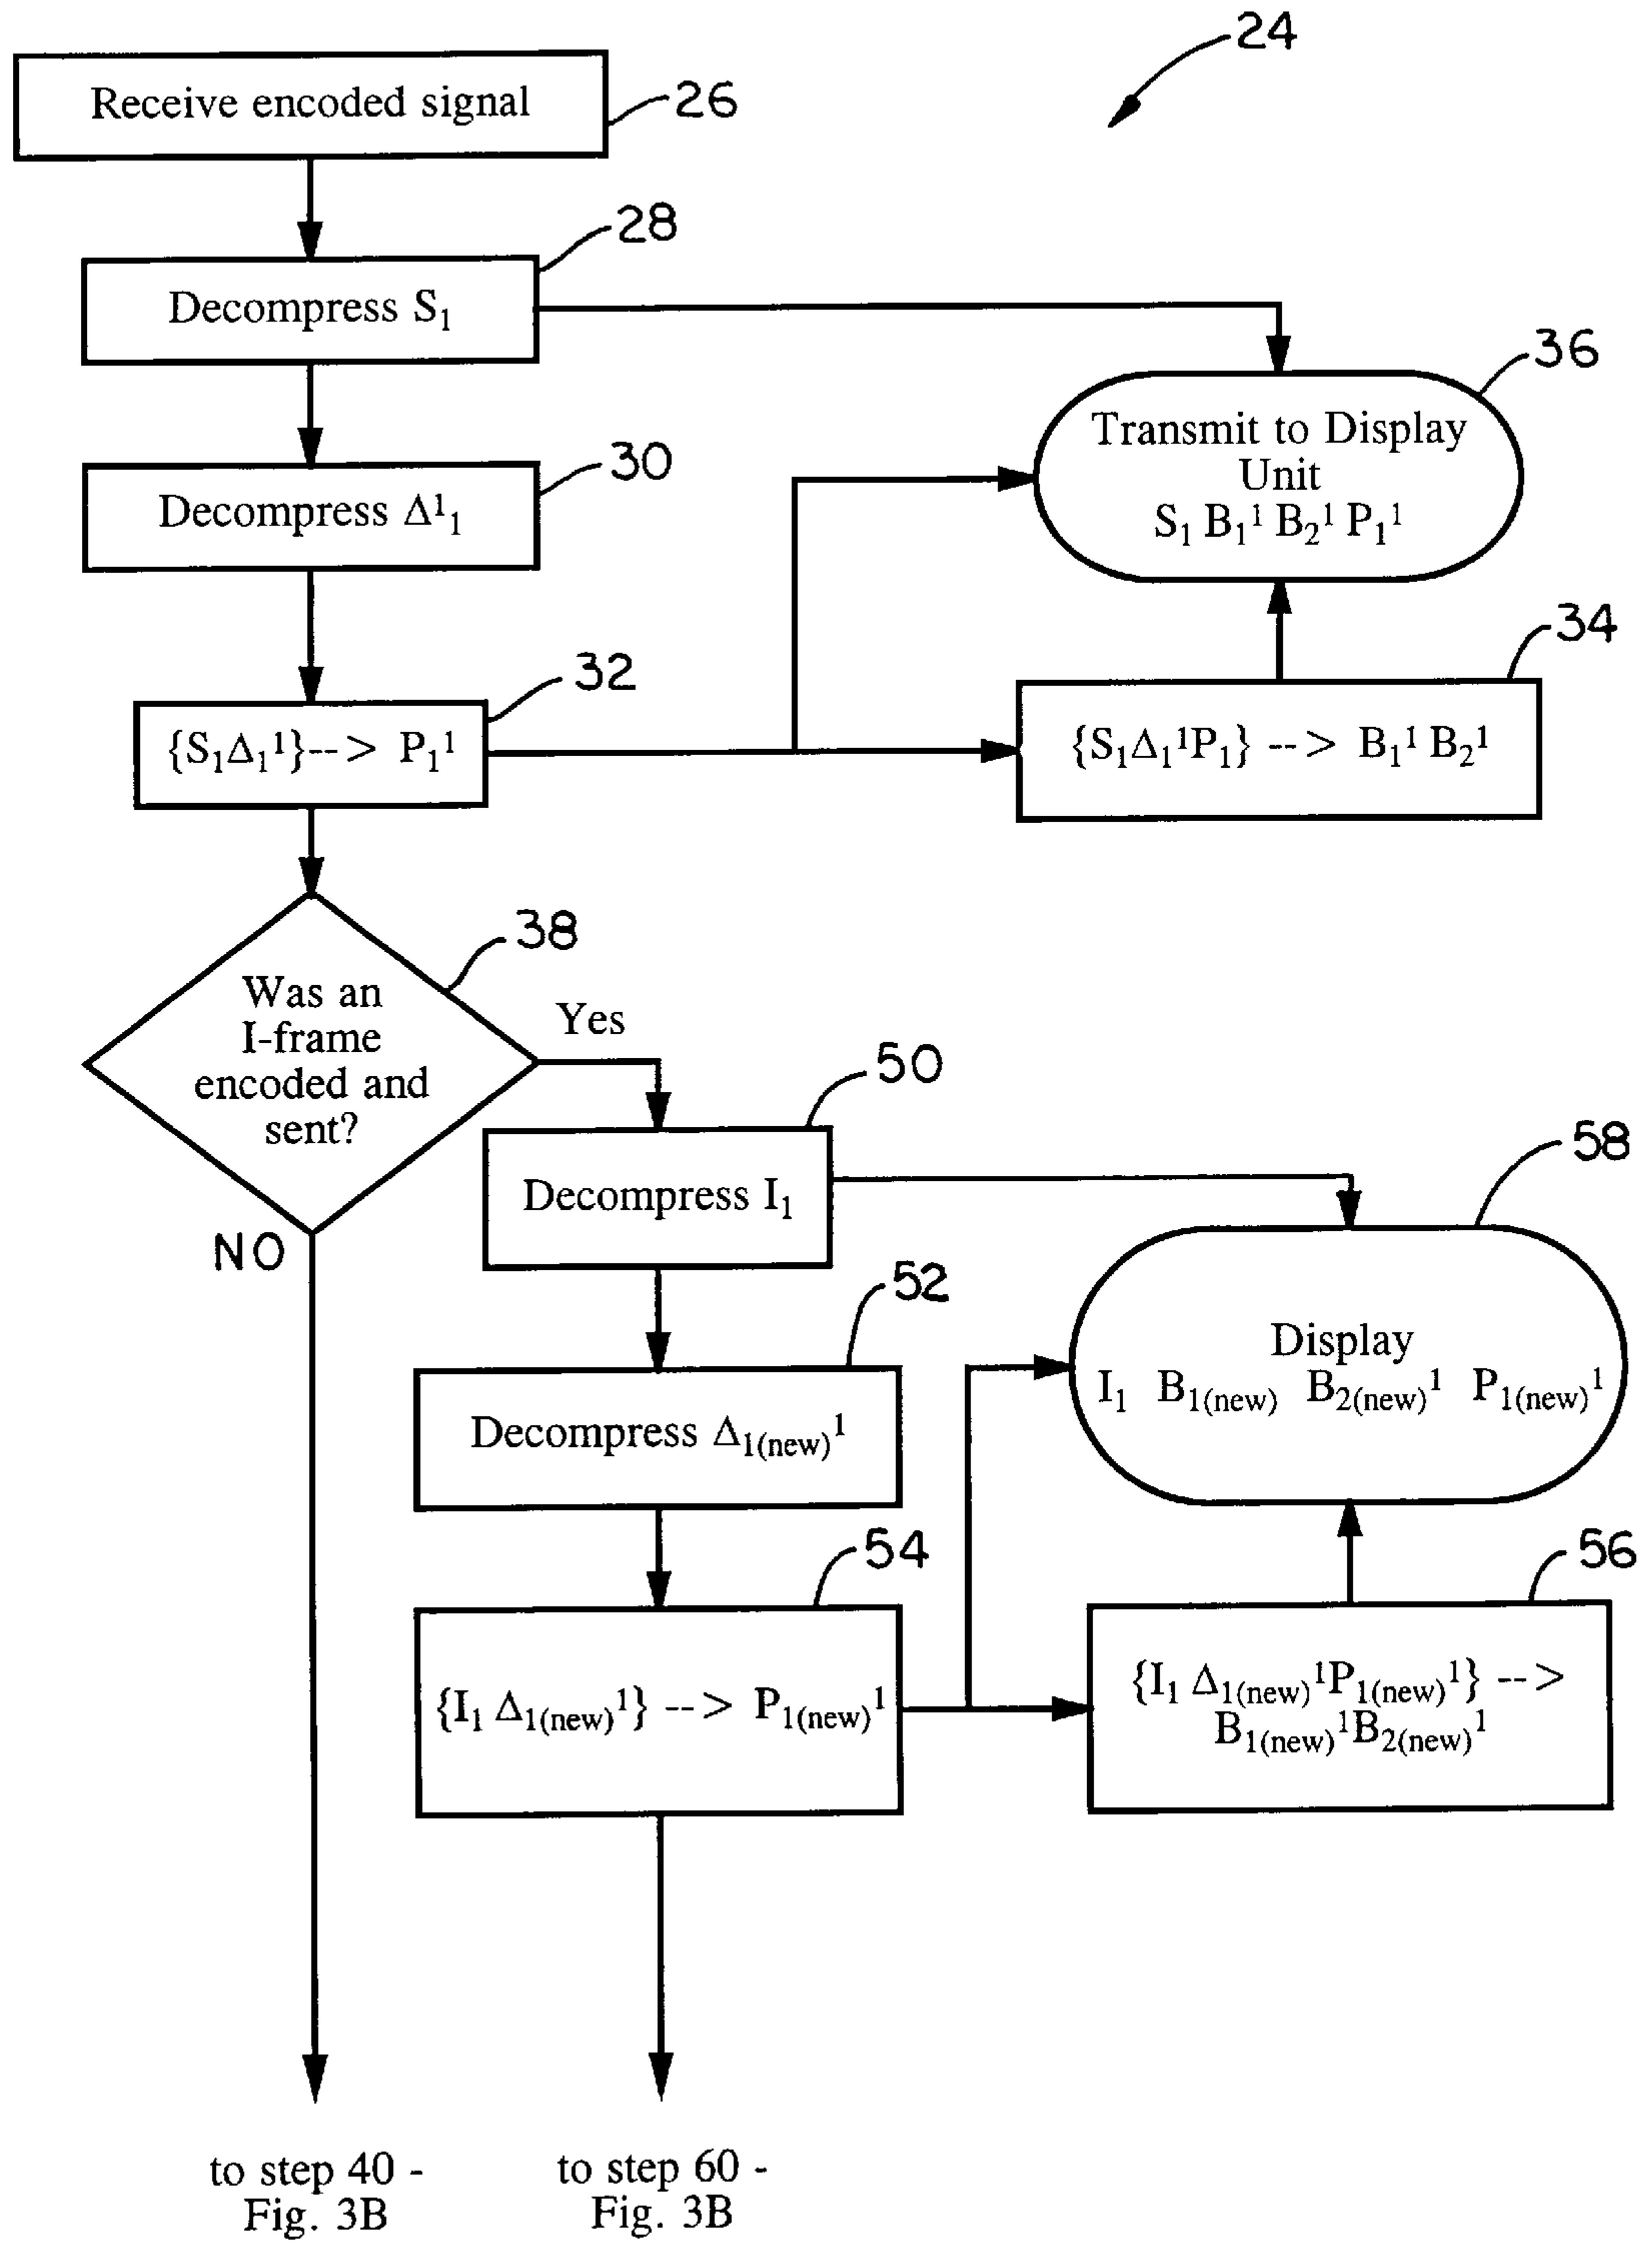 24
Receive encoded signal
26
28
Decompress S₁
36
Transmit to Display
Unit
S₁ B₁¹ B₂¹ P₁¹
30
Decompress Δ¹₁
34
32
{S₁Δ₁¹}--> P₁¹
{S₁Δ₁¹P₁} --> B₁¹ B₂¹
38
Was an
I-frame
encoded and
sent?
Yes
NO
50
Decompress I₁
58
Display
I₁ B₁₍new₎ B₂₍new₎¹ P₁₍new₎¹
52
Decompress Δ₁₍new₎¹
54
{I₁ Δ₁₍new₎¹} --> P₁₍new₎¹
56
{I₁ Δ₁₍new₎¹P₁₍new₎¹} -->
B₁₍new₎¹B₂₍new₎¹
to step 40 -
Fig. 3B
to step 60 -
Fig. 3B